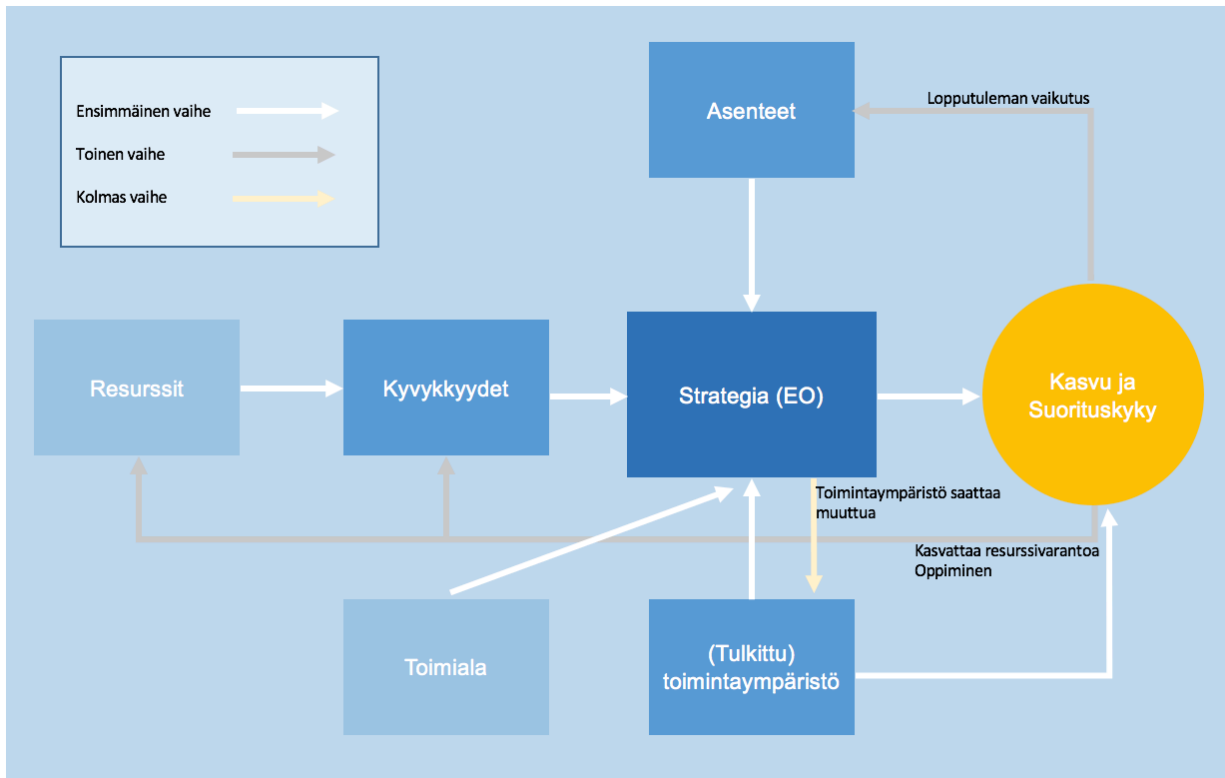 Ensimmäinen vaihe
Toinen vaihe
Kolmas vaihe
Asenteet
Lopputuleman vaikutus
Resurssit
Kyvykkyydet
Strategia (EO)
Kasvu ja
Suorituskyky
Toimintaympäristö saattaa
muuttua
Kasvattaa resurssivarantoa
Oppiminen
Toimiala
(Tulkittu)
toimintaympäristö